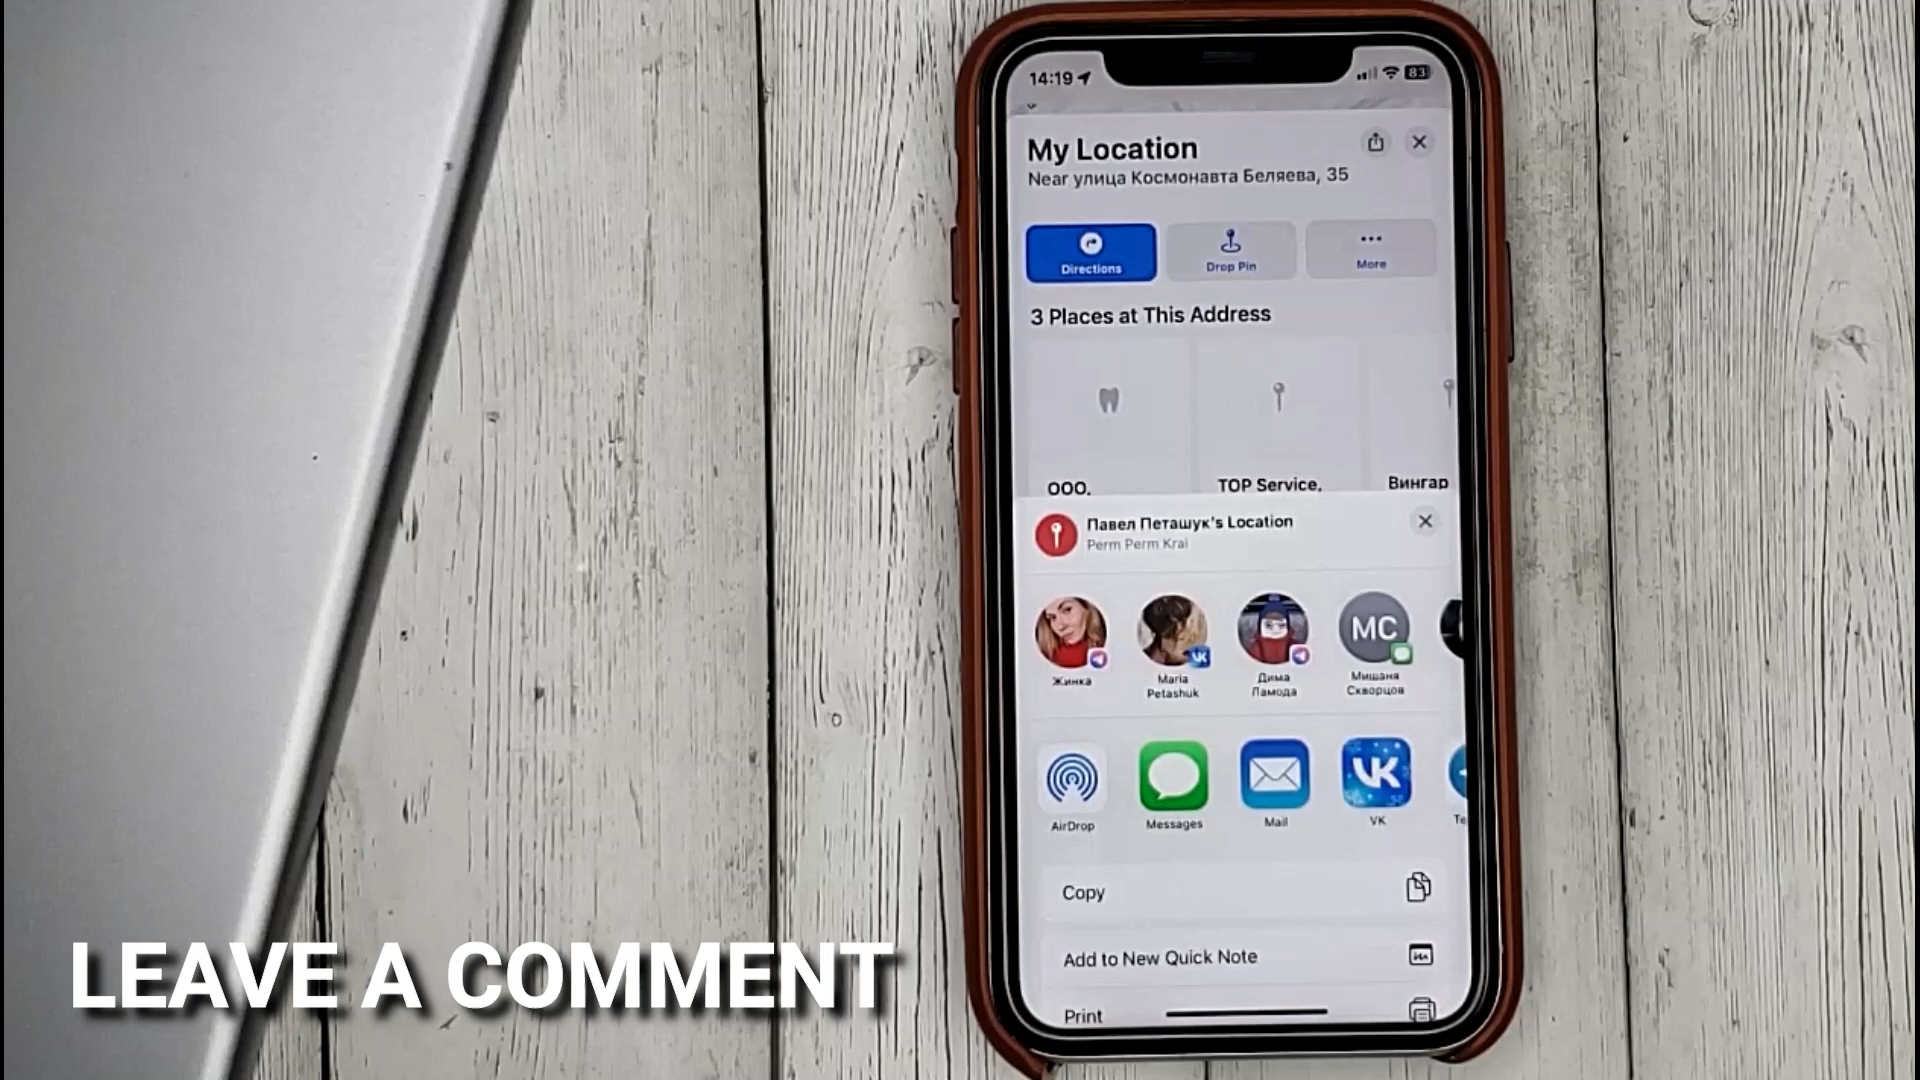 14:19
83
My Location
Near улица Космонавта Беляева, 35
Directions
Drop Pin
More
3 Places at This Address
ООО,
TOP Service,
Вингар
Павел Петашук's Location
Perm Perm Krai
MC
Жинка
Maria
Petashuk
Дима
Ламода
Мишаня
Скворцов
AirDrop
Messages
Mail
VK
Te
Copy
Add to New Quick Note
Print
LEAVE A COMMENT